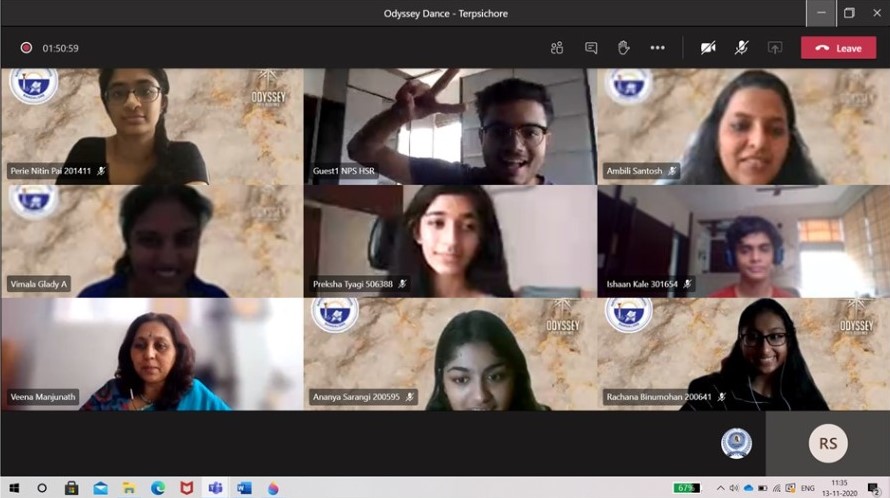 Odyssey Dance - Terpsichore
01:50:59
Leave
ODYSSEY
Perie Nitin Pai 201411
Guest1 NPS HSR
Ambili Santosh
Vimala Glady A
Preksha Tyagi 506388
Ishaan Kale 301654
ODYSSEY
ODYSSEY
Veena Manjunath
Ananya Sarangi 200595
Rachana Binumohan 200641
RS
67%
ENG
11:35
13-11-2020
2